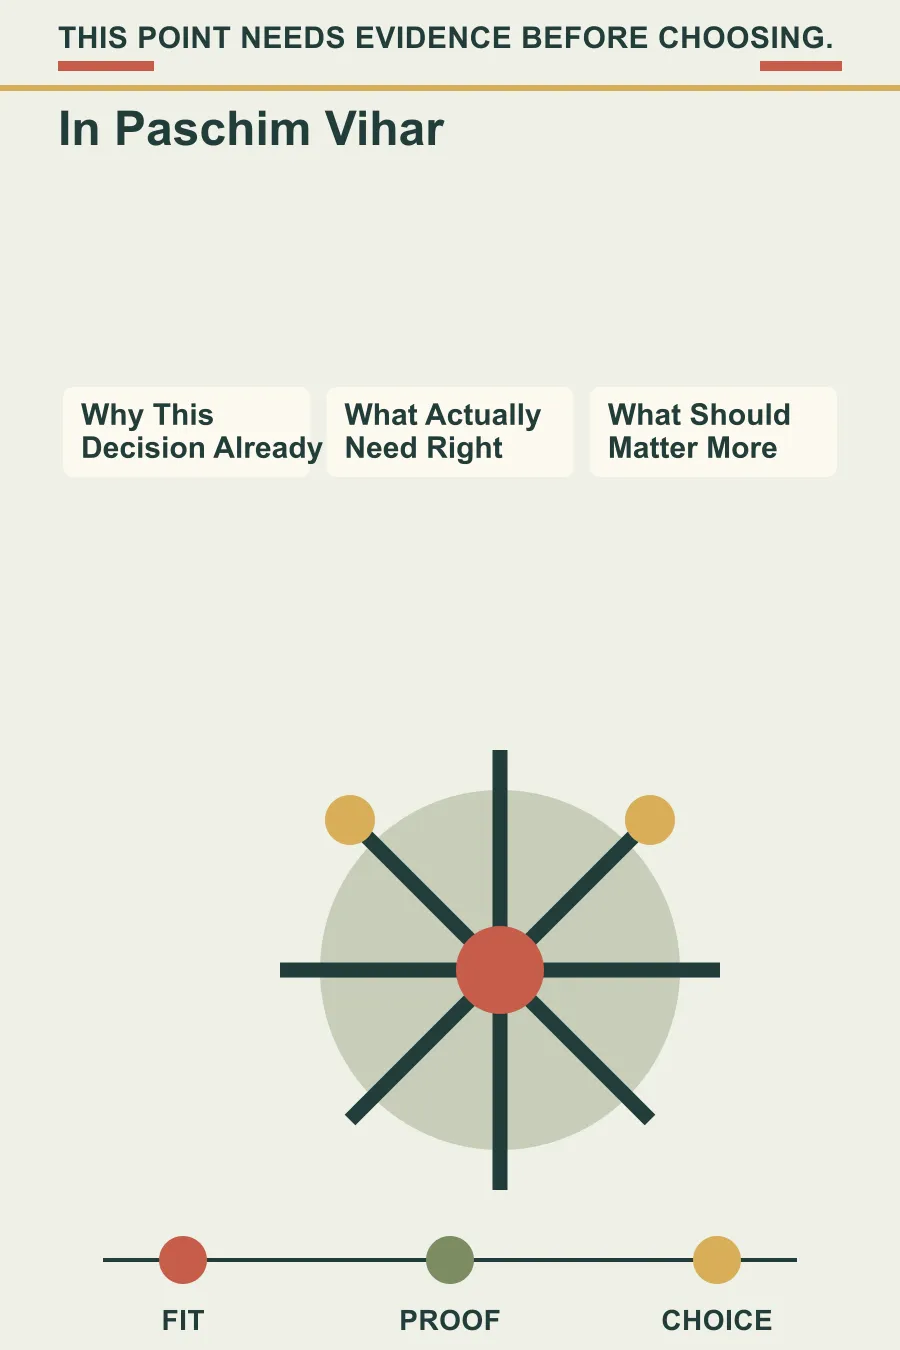 THIS POINT NEEDS EVIDENCE BEFORE CHOOSING.
In Paschim Vihar
Why This
Decision Already
What Actually
Need Right
What Should
Matter More
FIT
PROOF
CHOICE